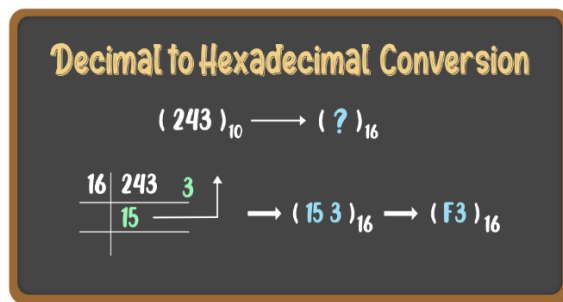 Decimal to Hexadecimal Conversion
( 243 )10 ⟶ ( ? )16
16 243 3
15
⟶ ( 15 3 )16 ⟶ ( F3 )16